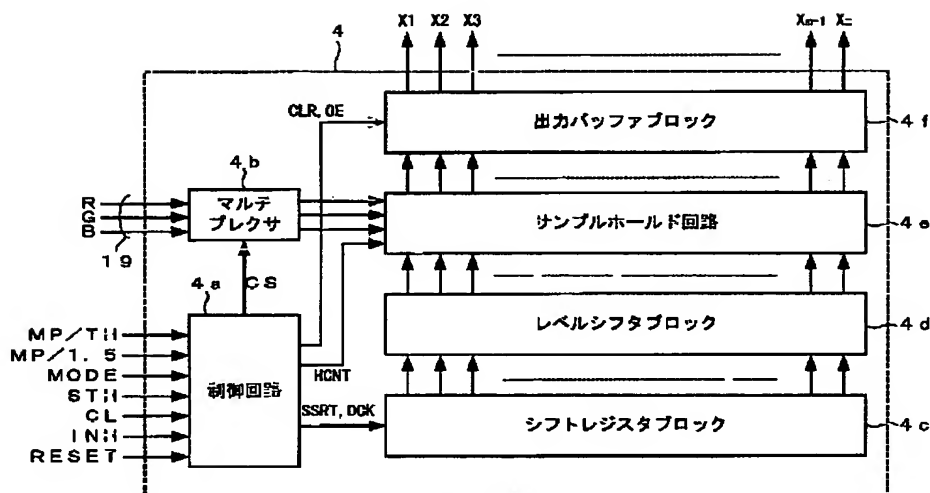 X1 X2 X3 Xn-1 Xn
4
CLR, OE
出力バッファブロック
4f
4b
R
G
B
マルチ
プレクサ
サンプルホールド回路
4e
19
4a
CS
MP/TH
MP/1.5
MODE
STH
CL
INH
RESET
制御回路
レベルシフタブロック
4d
HCNT
SSRT, DCK
シフトレジスタブロック
4c